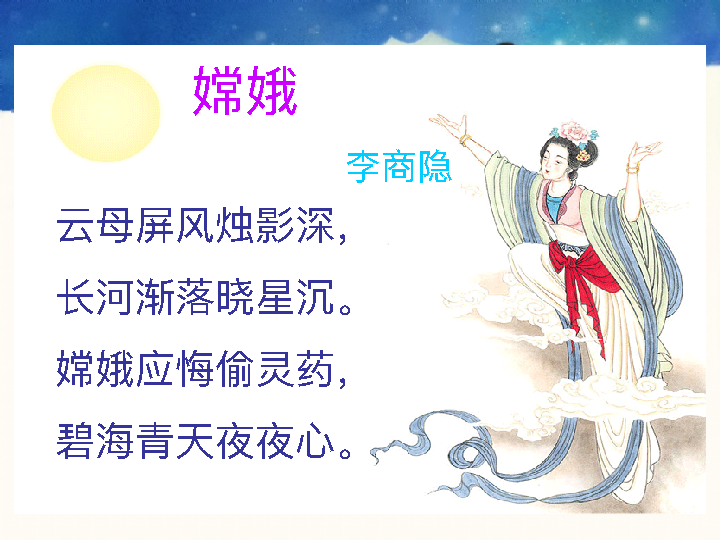 嫦娥
李商隐
云母屏风烛影深，
长河渐落晓星沉。
嫦娥应悔偷灵药，
碧海青天夜夜心。